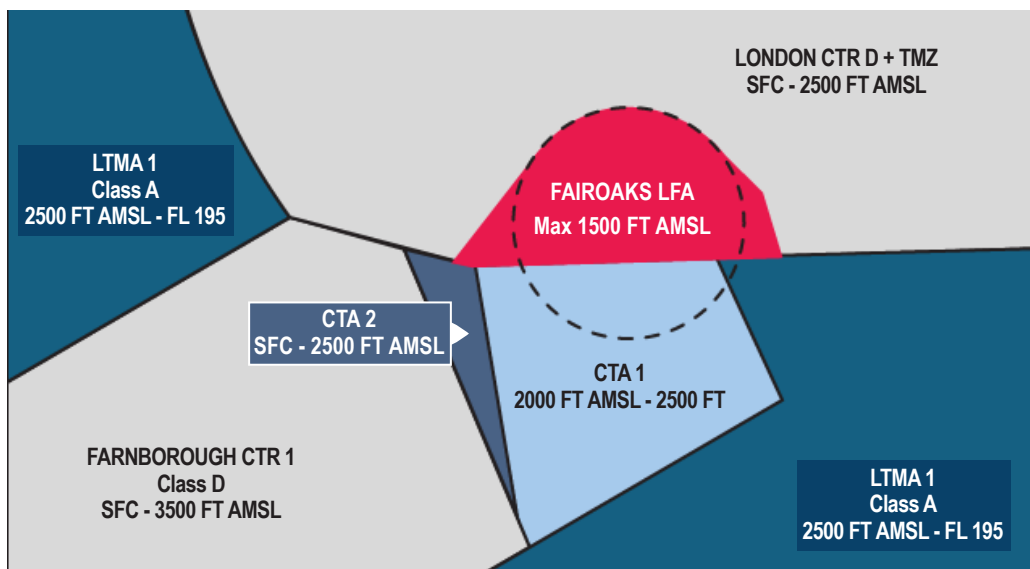 LONDON CTR D + TMZ
SFC - 2500 FT AMSL
LTMA 1
Class A
2500 FT AMSL - FL 195
FAIROAKS LFA
Max 1500 FT AMSL
CTA 2
SFC - 2500 FT AMSL
CTA 1
2000 FT AMSL - 2500 FT
FARNBOROUGH CTR 1
Class D
SFC - 3500 FT AMSL
LTMA 1
Class A
2500 FT AMSL - FL 195